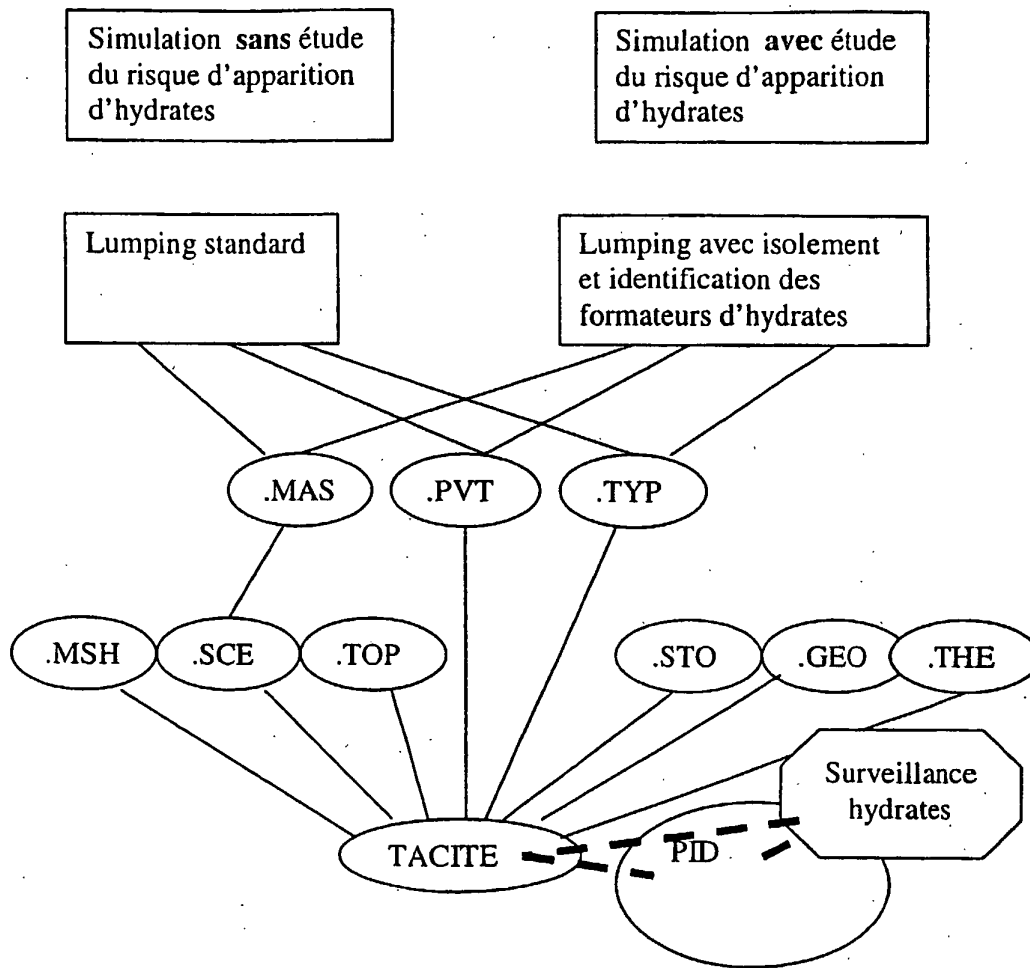 Simulation sans étude
du risque d'apparition
d'hydrates
Simulation avec étude
du risque d'apparition
d'hydrates
Lumping standard
Lumping avec isolement
et identification des
formateurs d'hydrates
.MAS
.PVT
.TYP
.MSH
.SCE
.TOP
.STO
.GEO
.THE
Surveillance
hydrates
TACITE
PID